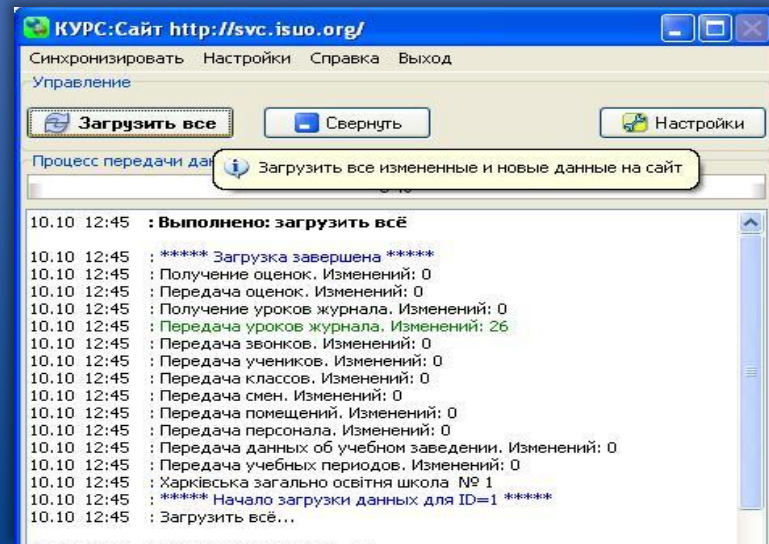 КУРС:Сайт http://svc.isuo.org/
Синхронизировать Настройки Справка Выход
Управление
Загрузить все Свернуть Настройки
Процесс передачи
Загрузить все измененные и новые данные на сайт
10.10 12:45 : Выполнено: загрузить всё
10.10 12:45 : ***** Загрузка завершена *****
10.10 12:45 : Получение оценок. Изменений: 0
10.10 12:45 : Передача оценок. Изменений: 0
10.10 12:45 : Получение уроков журнала. Изменений: 0
10.10 12:45 : Передача уроков журнала. Изменений: 26
10.10 12:45 : Передача звонков. Изменений: 0
10.10 12:45 : Передача учеников. Изменений: 0
10.10 12:45 : Передача классов. Изменений: 0
10.10 12:45 : Передача смен. Изменений: 0
10.10 12:45 : Передача помещений. Изменений: 0
10.10 12:45 : Передача персонала. Изменений: 0
10.10 12:45 : Передача данных об учебном заведении. Изменений: 0
10.10 12:45 : Передача учебных периодов. Изменений: 0
10.10 12:45 : Харківська загально освітня школа № 1
10.10 12:45 : ***** Начало загрузки данных для ID=1 *****
10.10 12:45 : Загрузить всё...